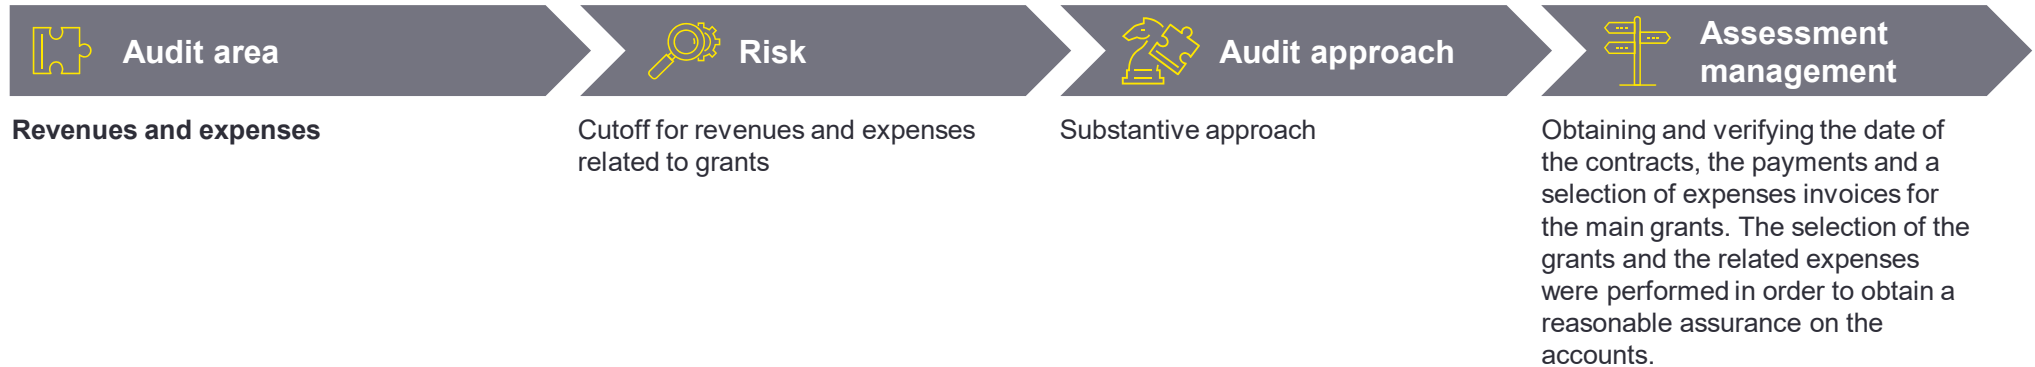 Audit area
Risk
Audit approach
Assessment
management
Revenues and expenses
Cutoff for revenues and expenses
related to grants
Substantive approach
Obtaining and verifying the date of
the contracts, the payments and a
selection of expenses invoices for
the main grants. The selection of the
grants and the related expenses
were performed in order to obtain a
reasonable assurance on the
accounts.